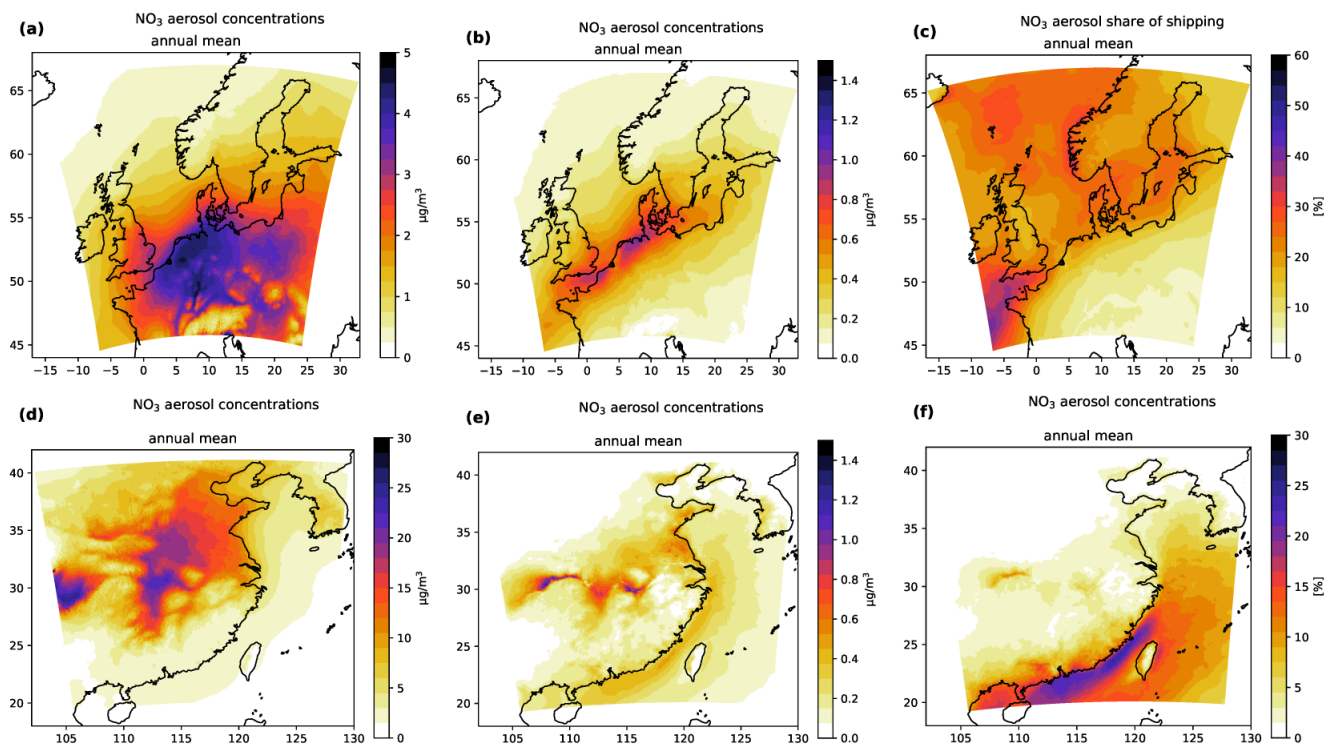 (a)
NO3 aerosol concentrations
annual mean
65
60
55
50
45
−15 −10 −5 0 5 10 15 20 25 30
5
4
3
2
1
0
μg/m³
(b)
NO3 aerosol concentrations
annual mean
65
60
55
50
45
−15 −10 −5 0 5 10 15 20 25 30
1.4
1.2
1.0
0.8
0.6
0.4
0.2
0.0
μg/m³
(c)
NO3 aerosol share of shipping
annual mean
65
60
55
50
45
−15 −10 −5 0 5 10 15 20 25 30
60
50
40
30
20
10
0
[%]
(d)
NO3 aerosol concentrations
annual mean
40
35
30
25
20
105 110 115 120 125 130
30
25
20
15
10
5
0
μg/m³
(e)
NO3 aerosol concentrations
annual mean
40
35
30
25
20
105 110 115 120 125 130
1.4
1.2
1.0
0.8
0.6
0.4
0.2
0.0
μg/m³
(f)
NO3 aerosol concentrations
annual mean
40
35
30
25
20
105 110 115 120 125 130
30
25
20
15
10
5
0
[%]